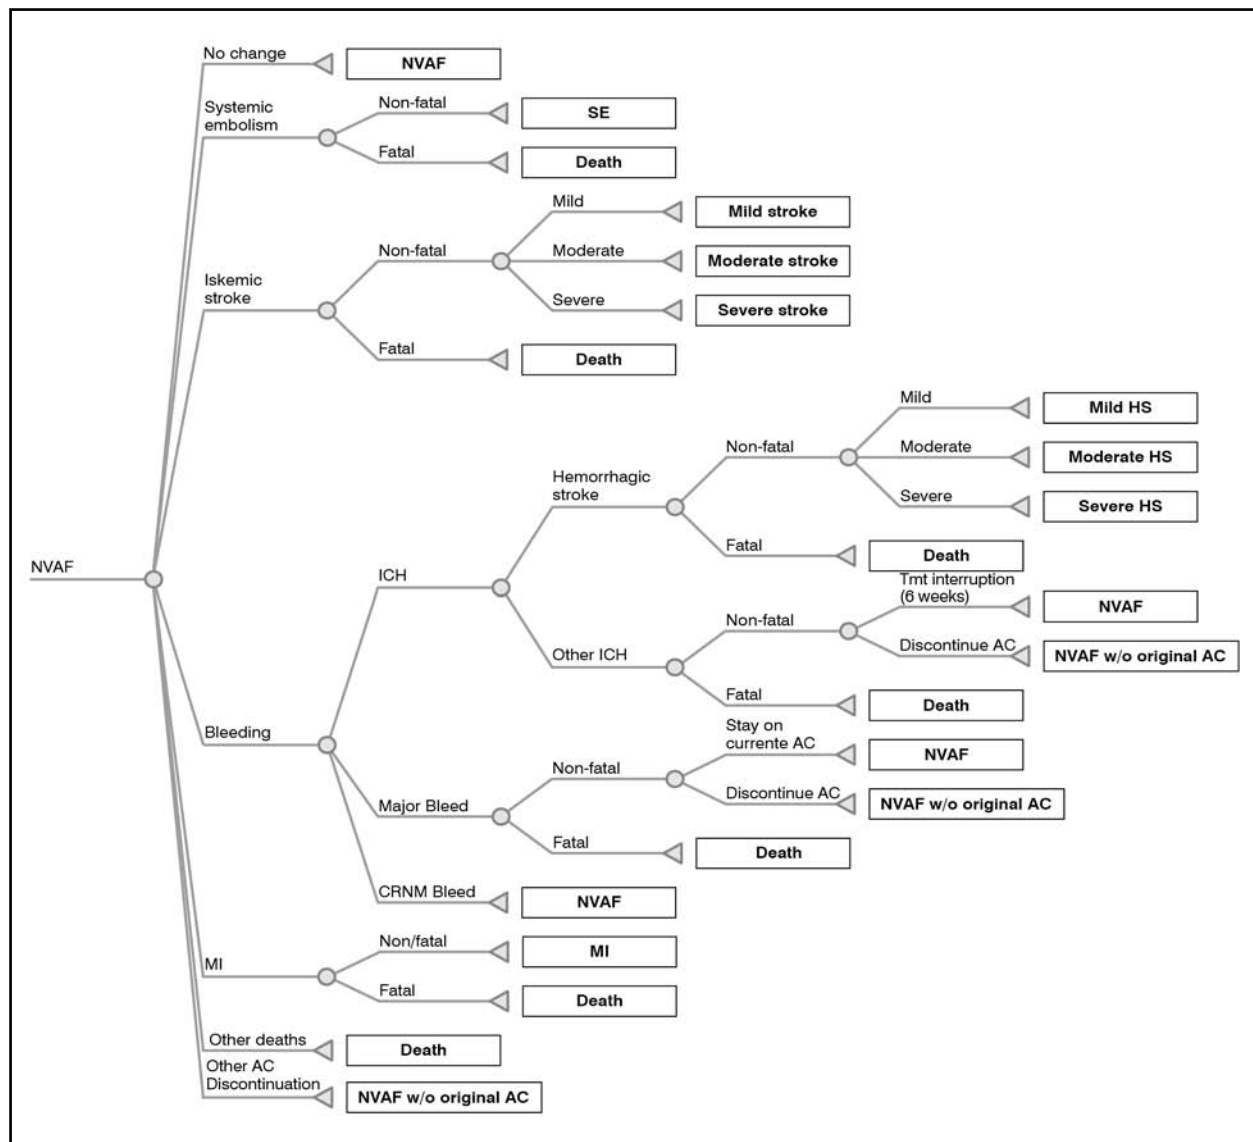 No change
NVAF
Systemic
embolism
Non-fatal
SE
Fatal
Death
Iskemic
stroke
Non-fatal
Mild
Mild stroke
Moderate
Moderate stroke
Severe
Severe stroke
Fatal
Death
NVAF
Bleeding
ICH
Hemorrhagic
stroke
Non-fatal
Mild
Mild HS
Moderate
Moderate HS
Severe
Severe HS
Fatal
Death
Other ICH
Non-fatal
Tmt interruption
(6 weeks)
NVAF
Discontinue AC
NVAF w/o original AC
Fatal
Death
Major Bleed
Non-fatal
Stay on
currente AC
NVAF
Discontinue AC
NVAF w/o original AC
Fatal
Death
CRNM Bleed
NVAF
MI
Non/fatal
MI
Fatal
Death
Other deaths
Death
Other AC
Discontinuation
NVAF w/o original AC